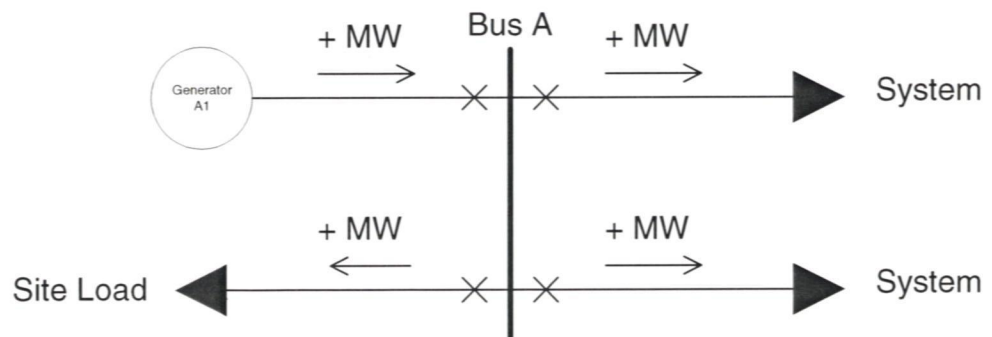 Bus A
+ MW
+ MW
Generator
A1
System
+ MW
+ MW
Site Load
System